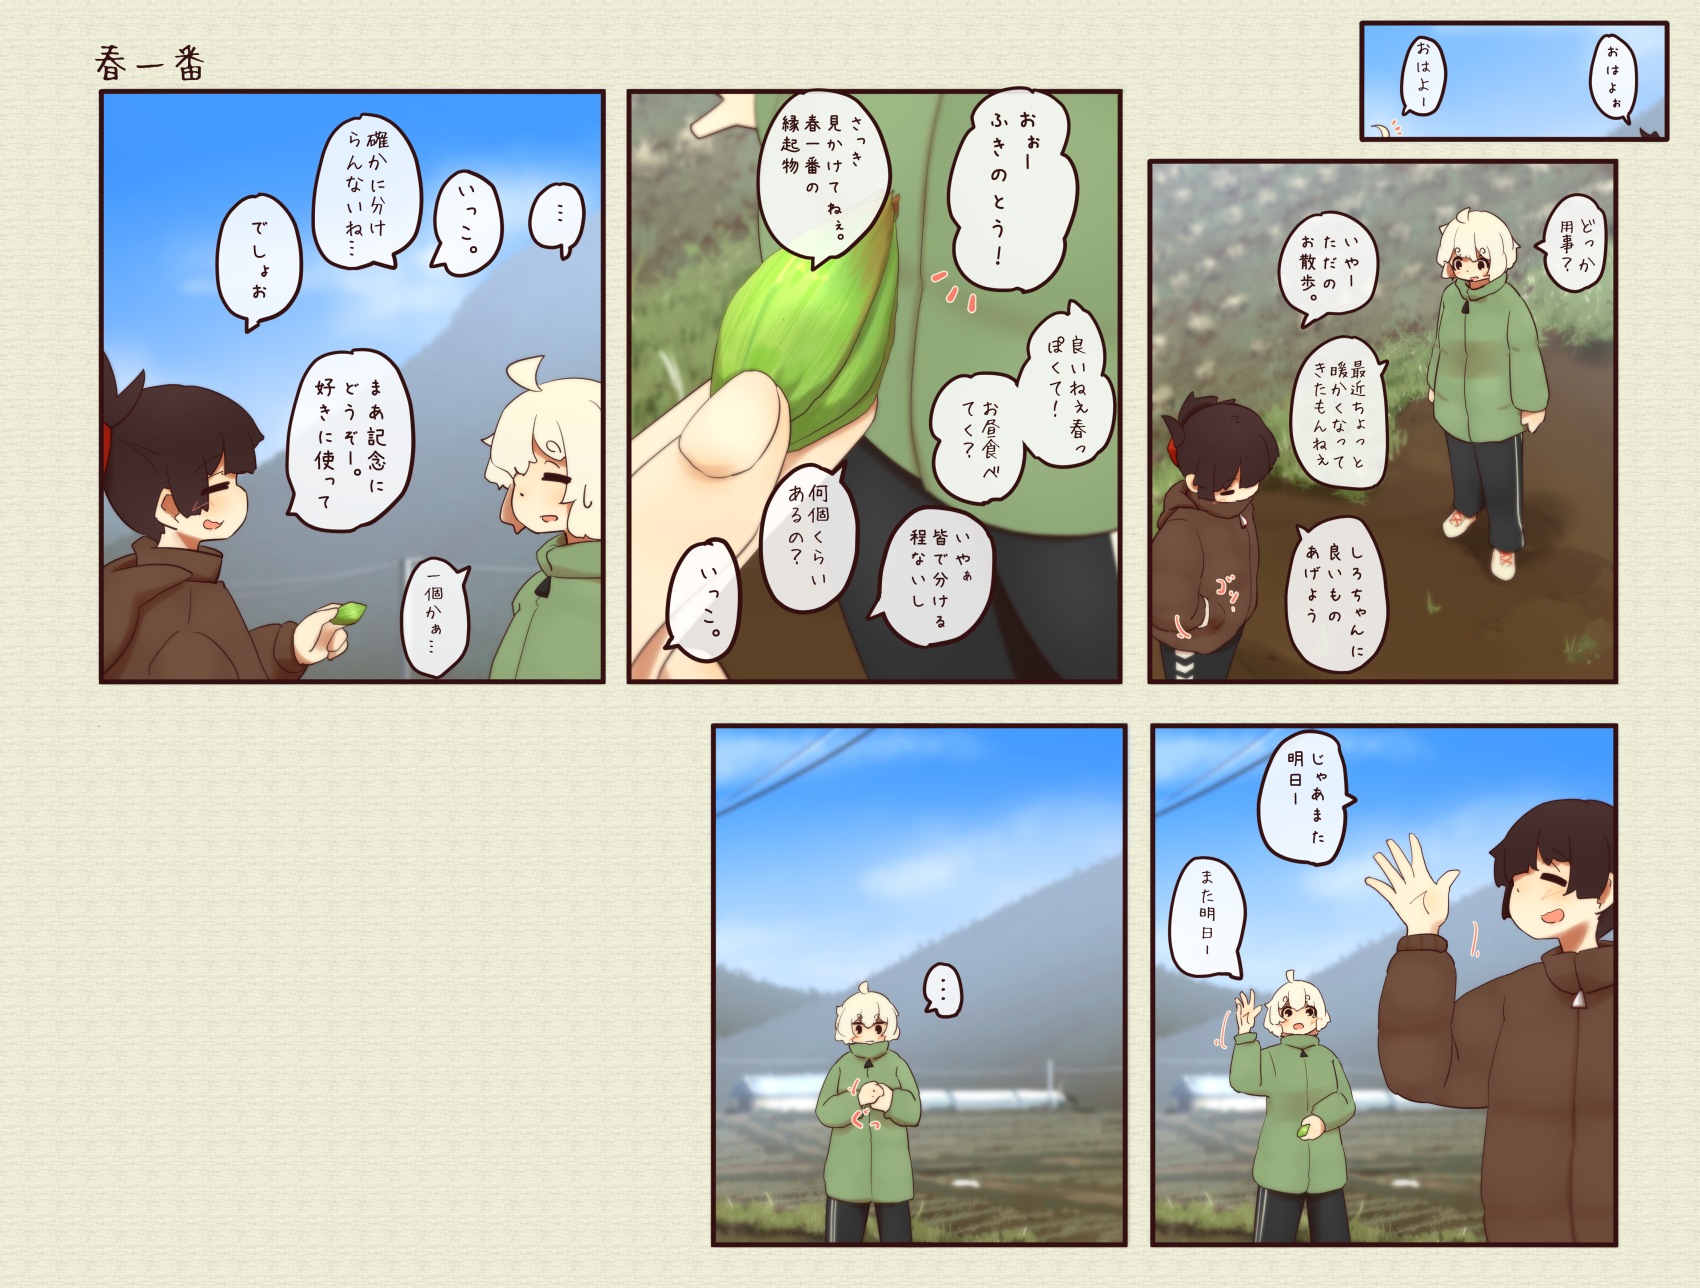 春一番
おはよぉ
おはよー
どっか
用事？
いやー
ただの
お散歩。
最近ちょっと
暖かくなって
きたもんねぇ
しろちゃんに
良いもの
あげよう
ゴソ
おぉー
ふきのとう！
さっき
見かけてねぇ。
春一番の
縁起物
良いねぇ春っ
ぽくて！
お昼食べ
てく？
いやぁ
皆で分ける
程ないし
何個くらい
あるの？
いっこ。
…
いっこ。
確かに分け
らんないね…
でしょお
まぁ記念に
どうぞー。
好きに使って
一個かぁ…
じゃあまた
明日ー
また明日ー
…